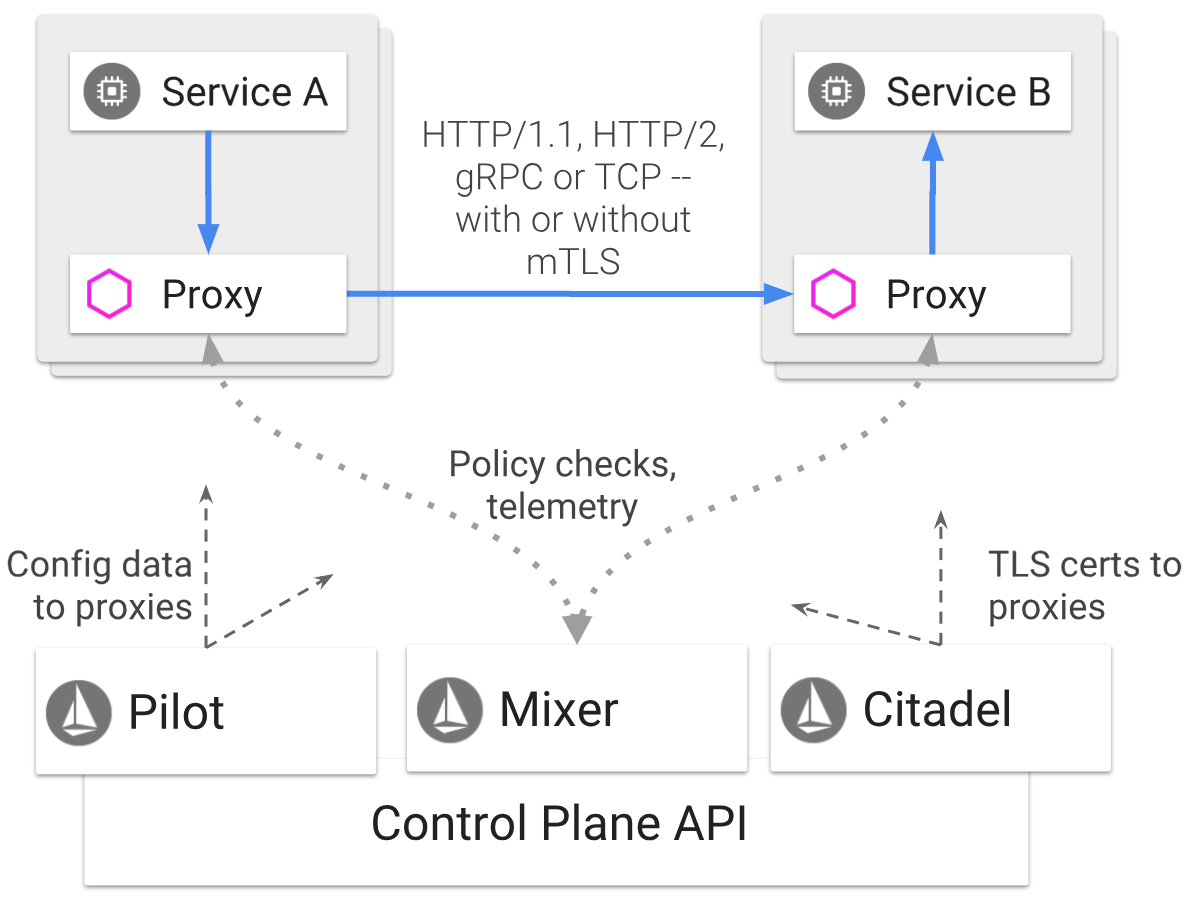 Service A
Service B
HTTP/1.1, HTTP/2,
gRPC or TCP --
with or without
mTLS
Proxy
Proxy
Policy checks,
telemetry
Config data
to proxies
TLS certs to
proxies
Pilot
Mixer
Citadel
Control Plane API